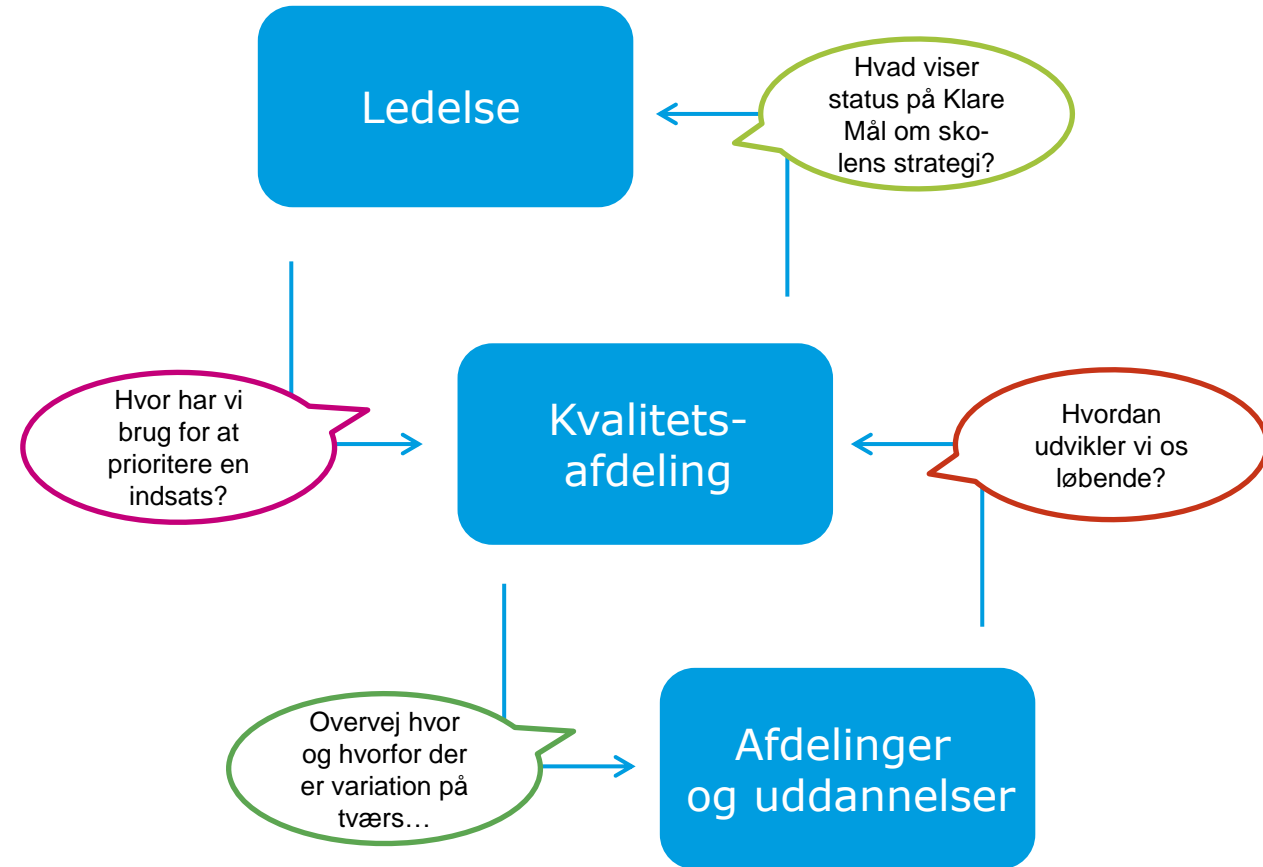 Ledelse
Hvad viser
status på Klare
Mål om sko-
lens strategi?
Hvor har vi
brug for at
prioritere en
indsats?
Kvalitets-
afdeling
Hvordan
udvikler vi os
løbende?
Overvej hvor
og hvorfor der
er variation på
tværs…
Afdelinger
og uddannelser